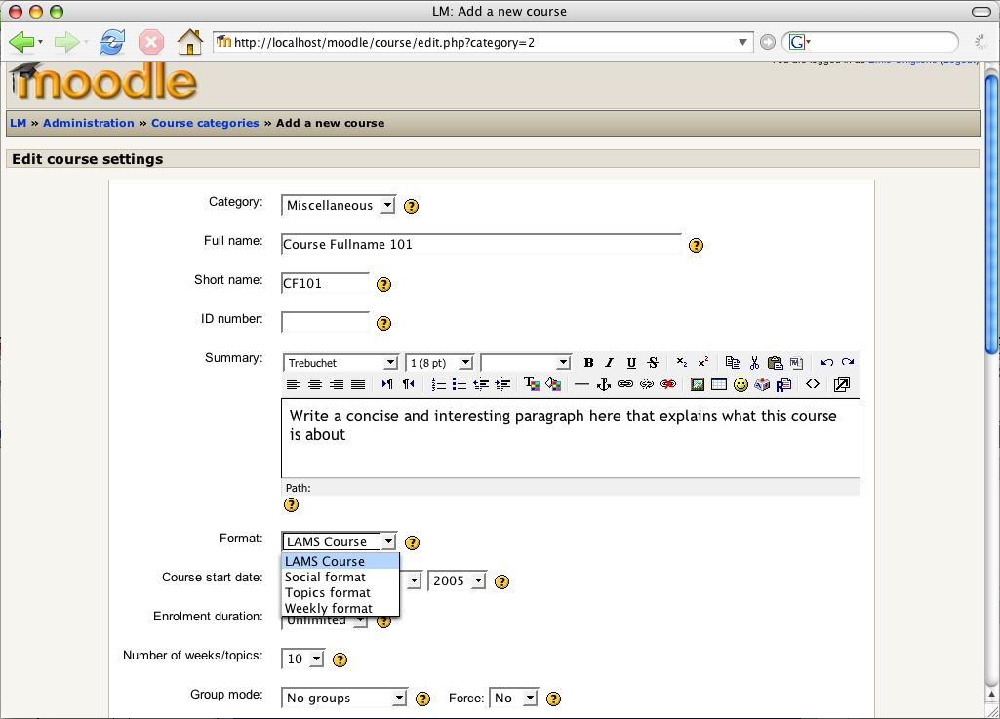 LM: Add a new course
http://localhost/moodle/course/edit.php?category=2
G
moodle
LM » Administration » Course categories » Add a new course
Edit course settings
Category: Miscellaneous ?
Full name: Course Fullname 101 ?
Short name: CF101 ?
ID number: ?
Summary: Trebuchet 1 (8 pt) B I U S
Write a concise and interesting paragraph here that explains what this course
is about
Path:
?
Format: LAMS Course ?
LAMS Course
Social format
Topics format
Weekly format
Course start date: 2005 ?
Enrolment duration: Unlimited ?
Number of weeks/topics: 10 ?
Group mode: No groups ? Force: No ?